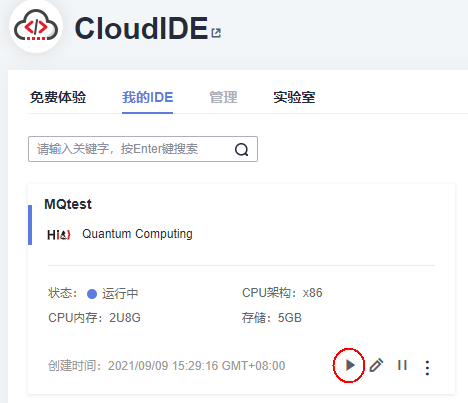 CloudIDE
免费体验 我的IDE 管理 实验室
请输入关键字，按Enter键搜索
MQtest
HiQ Quantum Computing
状态： 运行中 CPU架构：x86
CPU内存：2U8G 存储：5GB
创建时间：2021/09/09 15:29:16 GMT+08:00